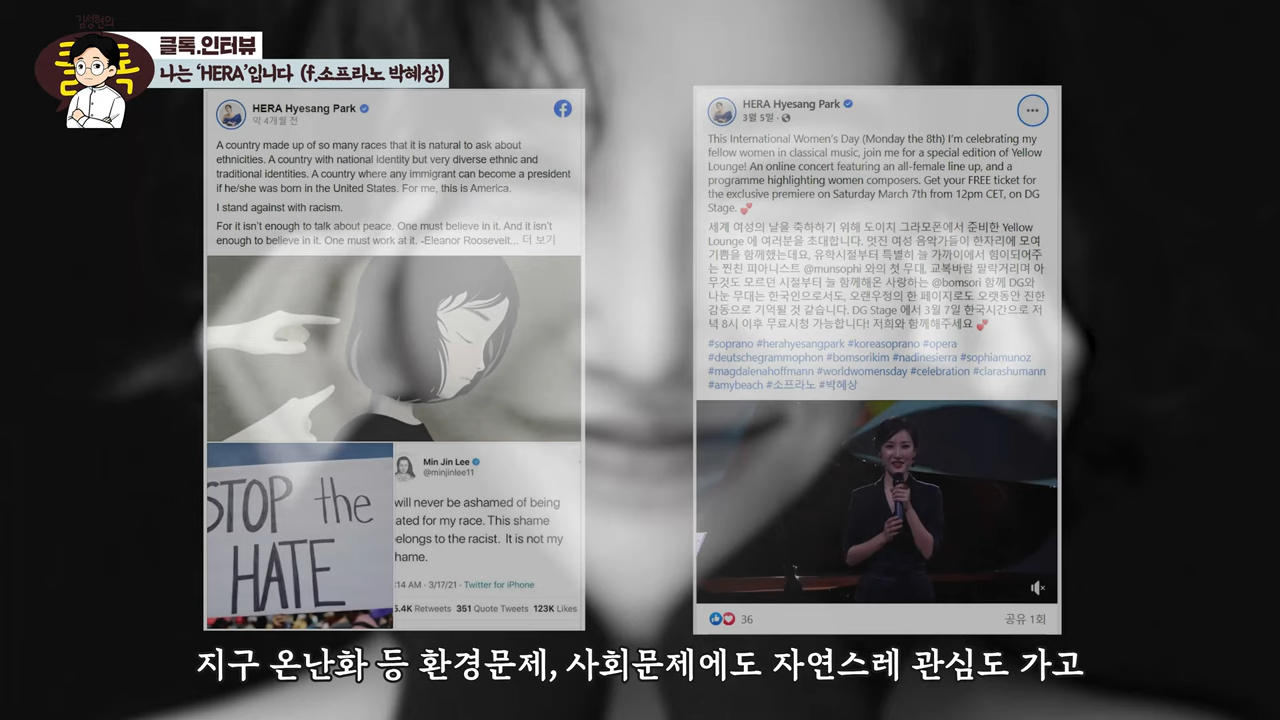 김성현의
클톡
클톡.인터뷰
나는 'HERA'입니다 (f.소프라노 박혜상)
HERA Hyesang Park
약 4개월 전
A country made up of so many races that it is natural to ask about
ethnicities. A country with national identity but very diverse ethnic and
traditional identities. A country where any immigrant can become a president
if he/she was born in the United States. For me, this is America.
I stand against with racism.
For it isn't enough to talk about peace. One must believe in it. And it isn't
enough to believe in it. One must work at it. -Eleanor Roosevelt... 더 보기
STOP the
HATE
Min Jin Lee
@minjinlee11
will never be ashamed of being
ated for my race. This shame
elongs to the racist. It is not my
hame.
:14 AM · 3/17/21 · Twitter for iPhone
5.4K Retweets 351 Quote Tweets 123K Likes
HERA Hyesang Park
3월 5일 ·
This International Women's Day (Monday the 8th) I'm celebrating my
fellow women in classical music, join me for a special edition of Yellow
Lounge! An online concert featuring an all-female line up, and a
programme highlighting women composers. Get your FREE ticket for
the exclusive premiere on Saturday March 7th from 12pm CET, on DG
Stage. 💕
세계 여성의 날을 축하하기 위해 도이치 그라모폰에서 준비한 Yellow
Lounge 에 여러분을 초대합니다. 멋진 여성 음악가들이 한자리에 모여
기쁨을 함께했는데요, 유학시절부터 특별히 늘 가까이에서 힘이되어주
는 찐친 피아니스트 @munsophi 와의 첫 무대, 교복바람 팔락거리며 아
무것도 모르던 시절부터 늘 함께해온 사랑하는 @bomsori 함께 DG와
나눈 무대는 한국인으로서도, 오랜우정의 한 페이지로도 오랫동안 진한
감동으로 기억될 것 같습니다. DG Stage 에서 3월 7일 한국시간으로 저
녁 8시 이후 무료시청 가능합니다! 저희와 함께해주세요 💕
#soprano #herahyesangpark #koreasoprano #opera
#deutschegrammophon #bomsorikim #nadinesierra #sophiamunoz
#magdalenahoffmann #worldwomensday #celebration #clarashumann
#amybeach #소프라노 #박혜상
36
공유 1회
지구 온난화 등 환경문제, 사회문제에도 자연스레 관심도 가고